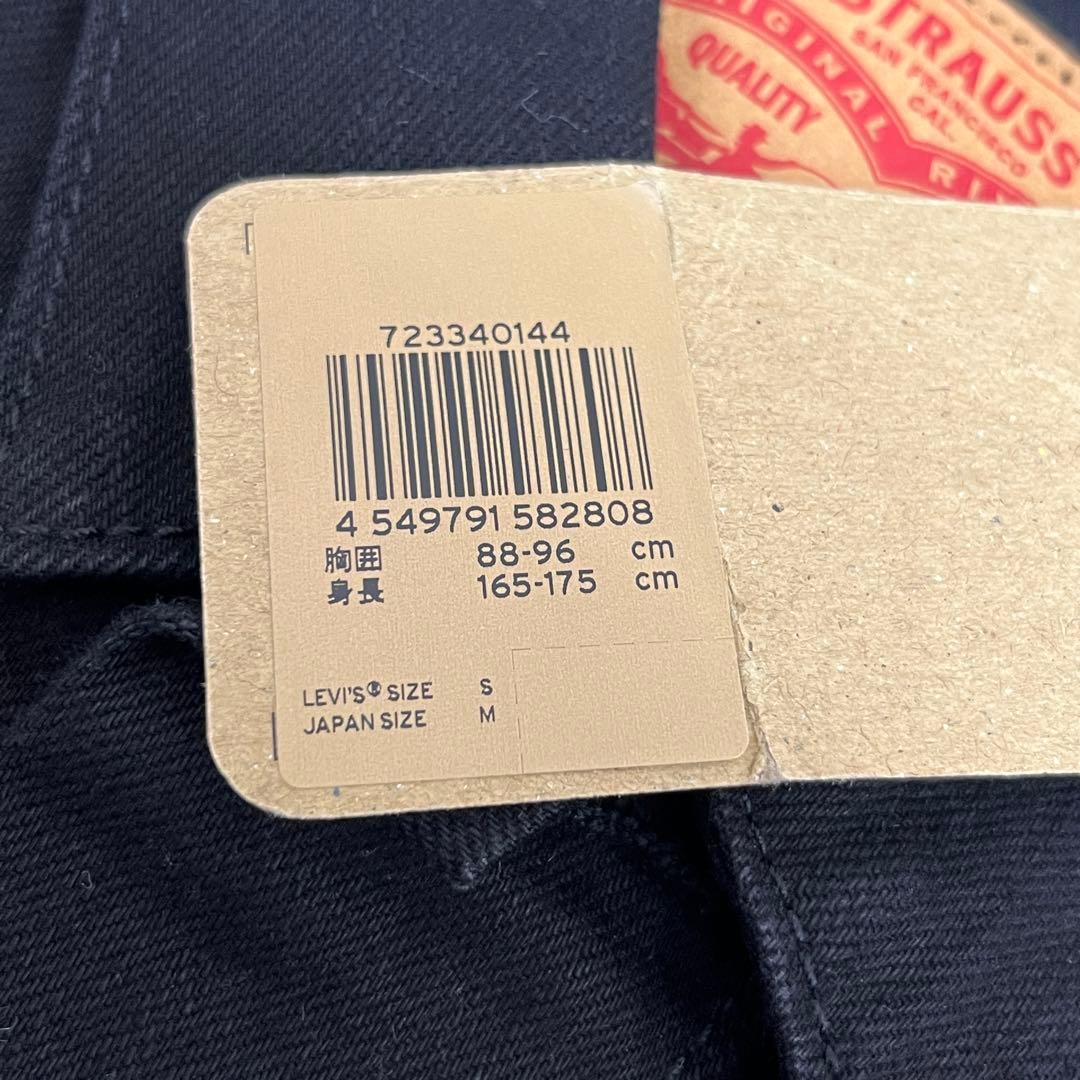 STRAUSS
SAN FRANCISCO
CAL.
ORIGINAL RIV
QUALITY
723340144
4 549791 582808
胸囲 88-96 cm
身長 165-175 cm
LEVI'S® SIZE S
JAPAN SIZE M